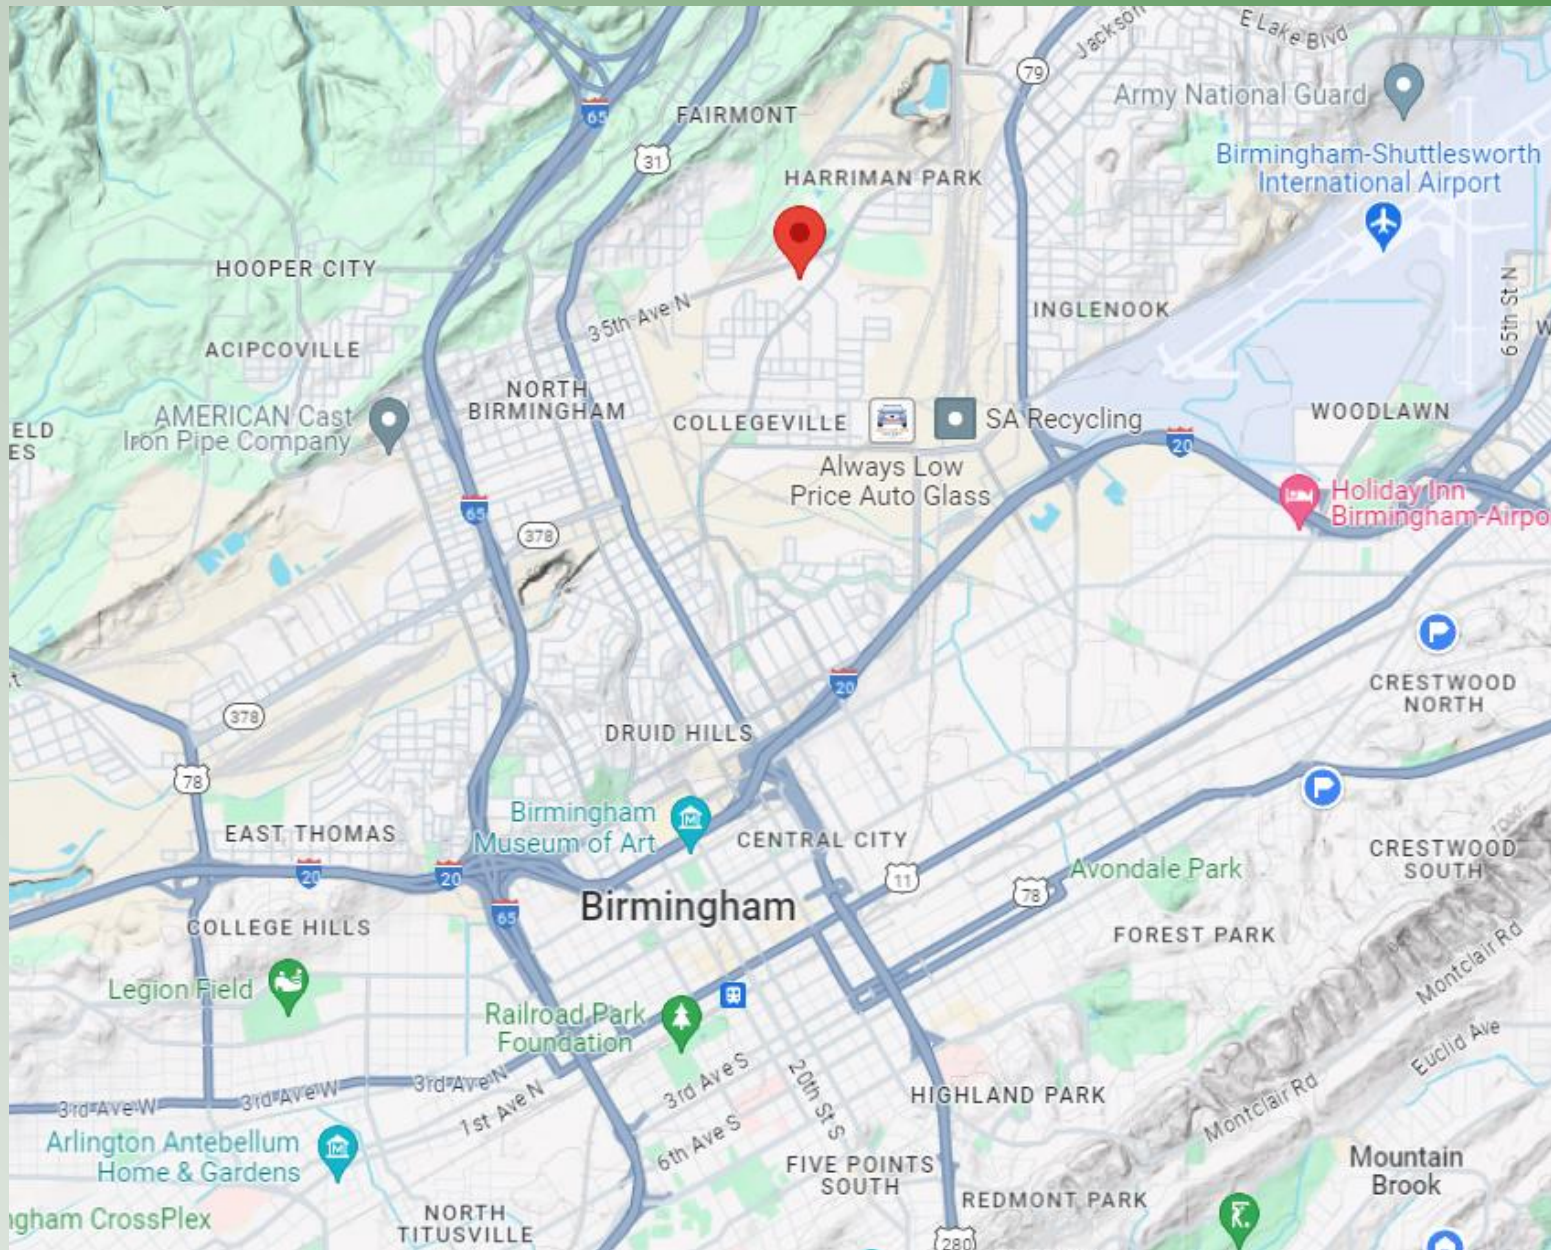 Jackson
E Lake Blvd
79
Army National Guard
65
FAIRMONT
31
Birmingham-Shuttlesworth
International Airport
HARRIMAN PARK
HOOPER CITY
65th St N
INGLENOOK
35th Ave N
ACIPCOVILLE
NORTH
BIRMINGHAM
AMERICAN Cast
Iron Pipe Company
COLLEGEVILLE
SA Recycling
WOODLAWN
ELD
ES
20
Always Low
Price Auto Glass
Holiday Inn
Birmingham-Airpo
65
378
CRESTWOOD
NORTH
20
378
DRUID HILLS
78
Birmingham
Museum of Art
EAST THOMAS
CENTRAL CITY
CRESTWOOD
SOUTH
20
20
11
78
Avondale Park
Birmingham
65
COLLEGE HILLS
FOREST PARK
Montclair Rd
Legion Field
Railroad Park
Foundation
Euclid Ave
3rd Ave W
3rd Ave W
3rd Ave N
1st Ave N
3rd Ave S
20th St S
HIGHLAND PARK
Montclair Rd
Arlington Antebellum
Home & Gardens
6th Ave S
FIVE POINTS
SOUTH
Mountain
Brook
REDMONT PARK
ngham CrossPlex
NORTH
TITUSVILLE
280